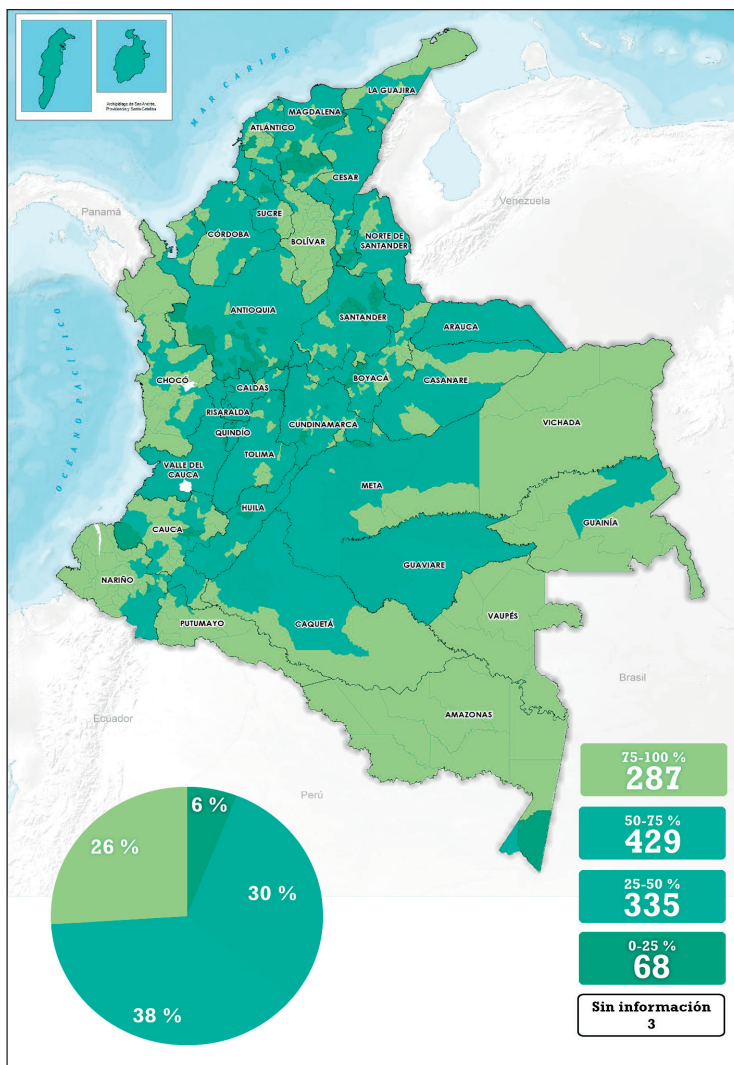 Archipiélago de San Andrés,
Providencia y Santa Catalina
MAR CARIBE
LA GUAJIRA
MAGDALENA
ATLÁNTICO
CESAR
Venezuela
Panamá
SUCRE
CÓRDOBA
BOLÍVAR
NORTE DE
SANTANDER
ANTIOQUIA
SANTANDER
ARAUCA
OCÉANO PACÍFICO
CHOCÓ
CALDAS
BOYACÁ
CASANARE
RISARALDA
CUNDINAMARCA
VICHADA
QUINDÍO
TOLIMA
VALLE DEL
CAUCA
META
HUILA
GUAINÍA
CAUCA
GUAVIARE
NARIÑO
VAUPÉS
PUTUMAYO
CAQUETÁ
Brasil
AMAZONAS
Ecuador
Perú
75-100 %
287
50-75 %
429
25-50 %
335
0-25 %
68
Sin información
3
6 %
26 %
30 %
38 %